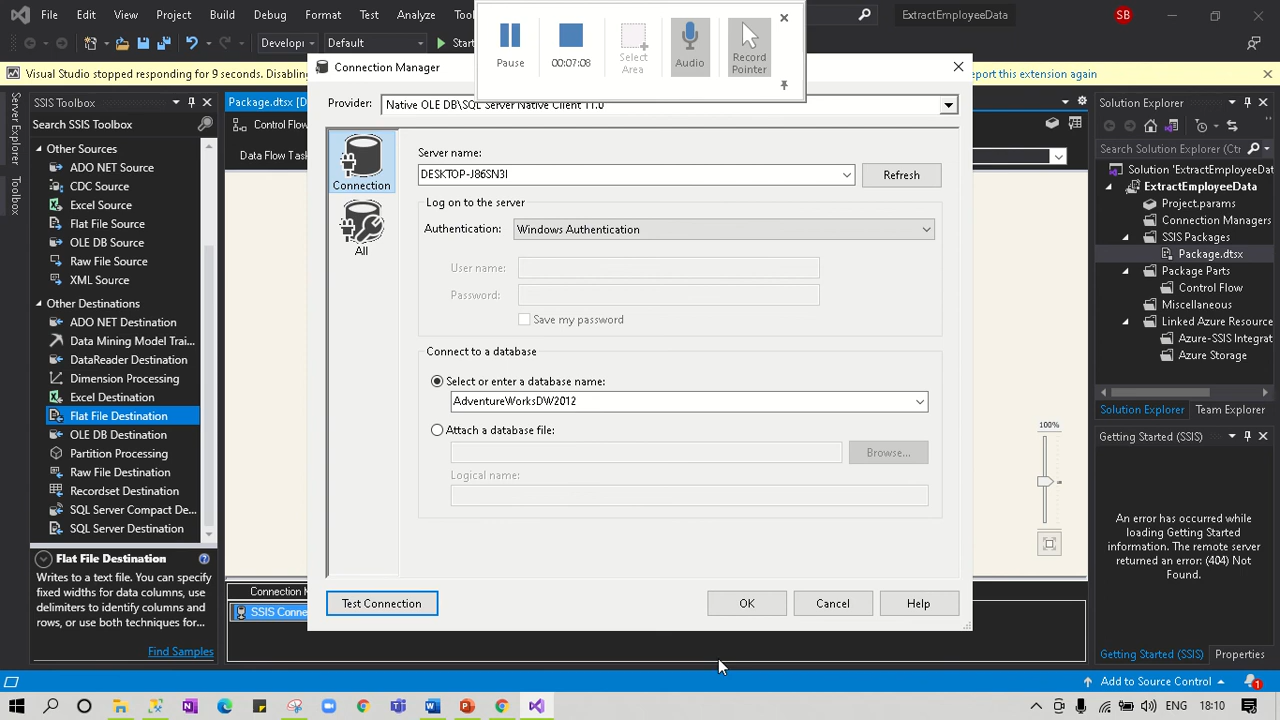 File
Edit
View
Project
Build
Debug
Format
Test
Analyze
Tools
ExtractEmployeeData
SB
Developi
Default
Start
Pause
00:07:08
Select
Area
Audio
Record
Pointer
Visual Studio stopped responding for 9 seconds. Disabling
eport this extension again
Server Explorer
Toolbox
SSIS Toolbox
Search SSIS Toolbox
Other Sources
ADO NET Source
CDC Source
Excel Source
Flat File Source
OLE DB Source
Raw File Source
XML Source
Other Destinations
ADO NET Destination
Data Mining Model Trai...
DataReader Destination
Dimension Processing
Excel Destination
Flat File Destination
OLE DB Destination
Partition Processing
Raw File Destination
Recordset Destination
SQL Server Compact De...
SQL Server Destination
Flat File Destination
Writes to a text file. You can specify
fixed widths for data columns, use
delimiters to identify columns and
rows, or use both techniques for...
Find Samples
Package.dtsx [D
Control Flow
Data Flow Task
Connection M
SSIS Conne
Connection Manager
Provider:
Native OLE DB\SQL Server Native Client 11.0
Connection
All
Server name:
DESKTOP-J86SN3I
Refresh
Log on to the server
Authentication:
Windows Authentication
User name:
Password:
Save my password
Connect to a database
Select or enter a database name:
AdventureWorksDW2012
Attach a database file:
Browse...
Logical name:
Test Connection
OK
Cancel
Help
100%
Solution Explorer
Search Solution Explorer (C
Solution 'ExtractEmployeeD
ExtractEmployeeData
Project.params
Connection Managers
SSIS Packages
Package.dtsx
Package Parts
Control Flow
Miscellaneous
Linked Azure Resource
Azure-SSIS Integrat
Azure Storage
Solution Explorer
Team Explorer
Getting Started (SSIS)
An error has occurred while
loading Getting Started
information. The remote server
returned an error: (404) Not
Found.
Getting Started (SSIS)
Properties
Add to Source Control
1
ENG
18:10